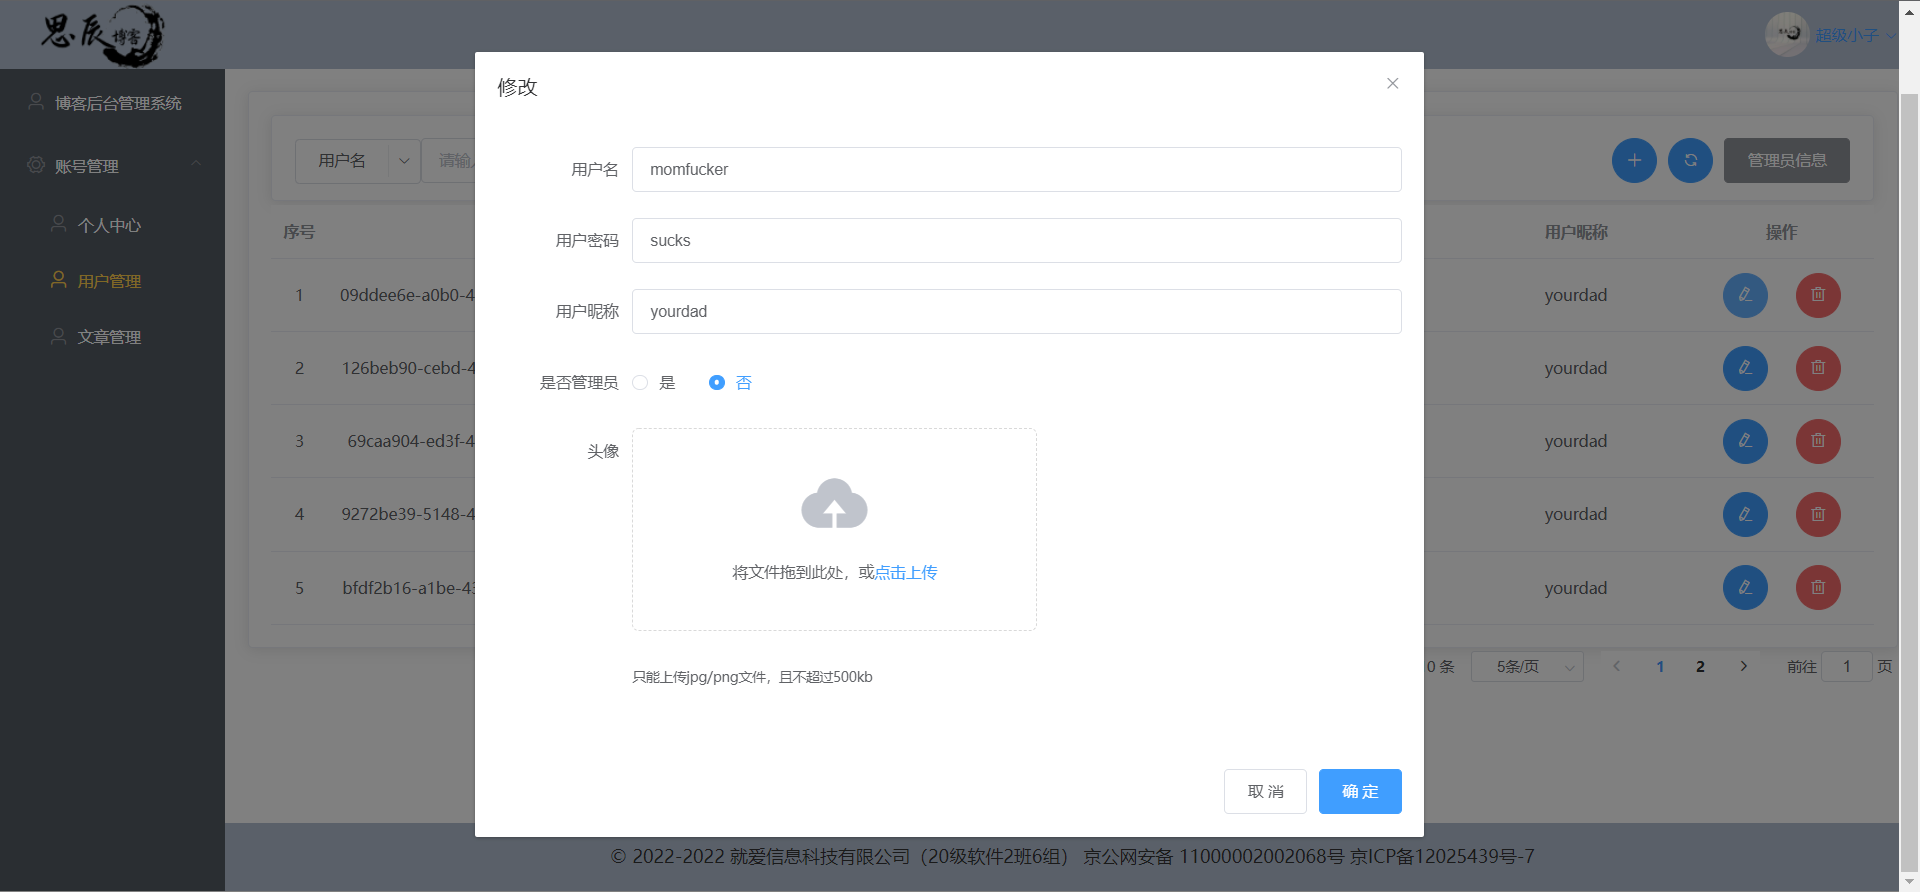 思辰博客
超级小子
博客后台管理系统
账号管理
个人中心
用户管理
文章管理
用户名
请输
管理员信息
序号
用户昵称
操作
1
09ddee6e-a0b0-4
yourdad
2
126beb90-cebd-4
yourdad
3
69caa904-ed3f-4
yourdad
4
9272be39-5148-4
yourdad
5
bfdf2b16-a1be-43
yourdad
0 条
5条/页
1
2
前往
1
页
修改
用户名
momfucker
用户密码
sucks
用户昵称
yourdad
是否管理员
是
否
头像
将文件拖到此处，或点击上传
只能上传jpg/png文件，且不超过500kb
取 消
确 定
© 2022-2022 就爱信息科技有限公司（20级软件2班6组） 京公网安备 11000002002068号 京ICP备12025439号-7